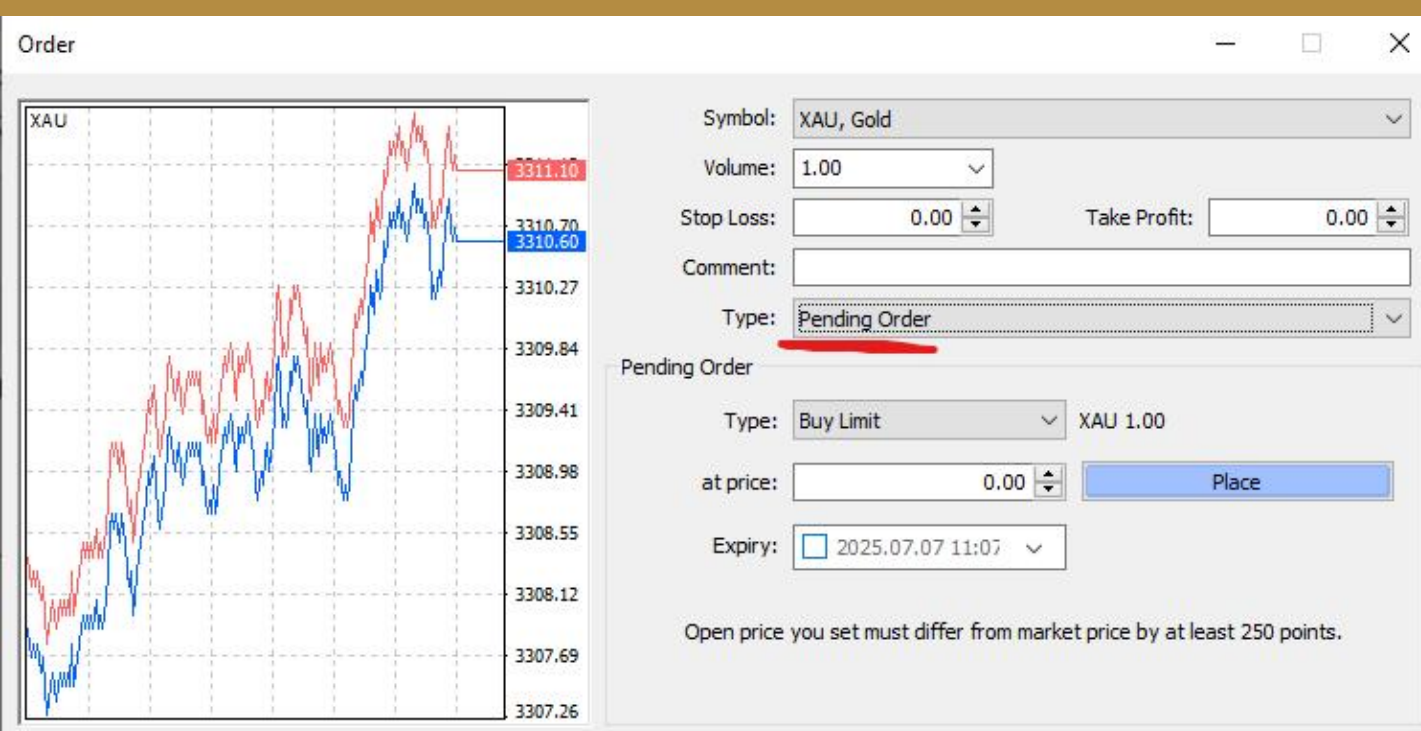 Order
XAU
3311.10
3310.70
3310.60
3310.27
3309.84
3309.41
3308.98
3308.55
3308.12
3307.69
3307.26
Symbol: XAU, Gold
Volume: 1.00
Stop Loss: 0.00 Take Profit: 0.00
Comment:
Type: Pending Order
Pending Order
Type: Buy Limit XAU 1.00
at price: 0.00 Place
Expiry: 2025.07.07 11:07
Open price you set must differ from market price by at least 250 points.